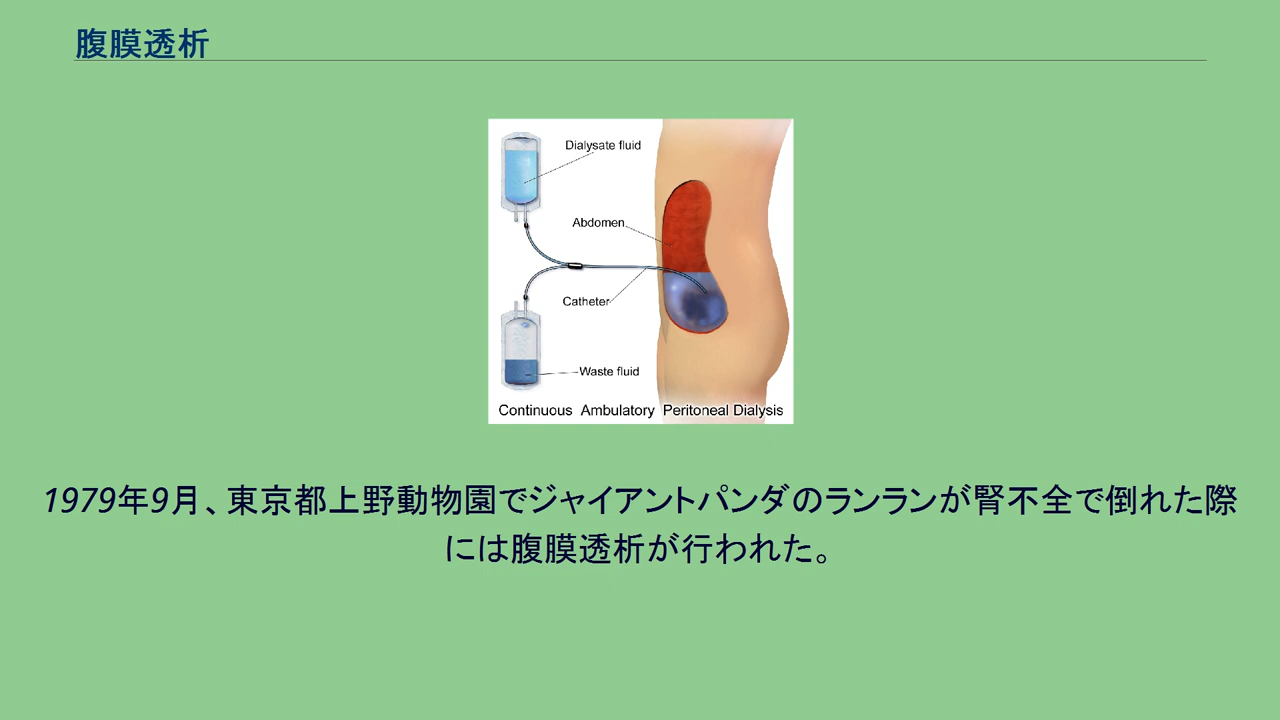 腹膜透析
Dialysate fluid
Abdomen
Catheter
Waste fluid
Continuous Ambulatory Peritoneal Dialysis
1979年9月、東京都上野動物園でジャイアントパンダのランランが腎不全で倒れた際
には腹膜透析が行われた。